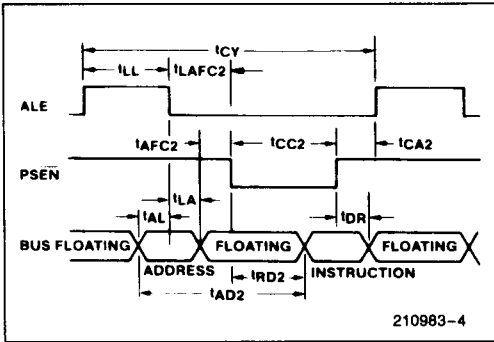 tCY
tLL tLAFC2
ALE
tAFC2 tCC2 tCA2
PSEN
tAL tLA tDR
BUS FLOATING FLOATING FLOATING
ADDRESS tRD2 INSTRUCTION
tAD2
210983-4